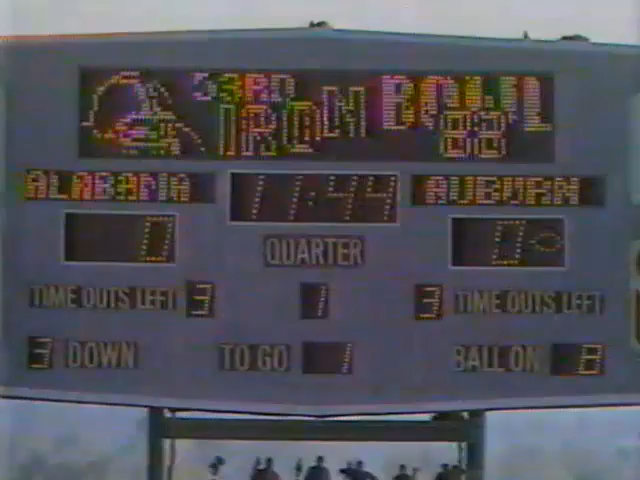 53RD IRON BOWL 88
ALABAMA 11:44 AUBURN
0 QUARTER 0
TIME OUTS LEFT 3 1 3 TIME OUTS LEFT
3 DOWN TO GO 1 BALL ON 8